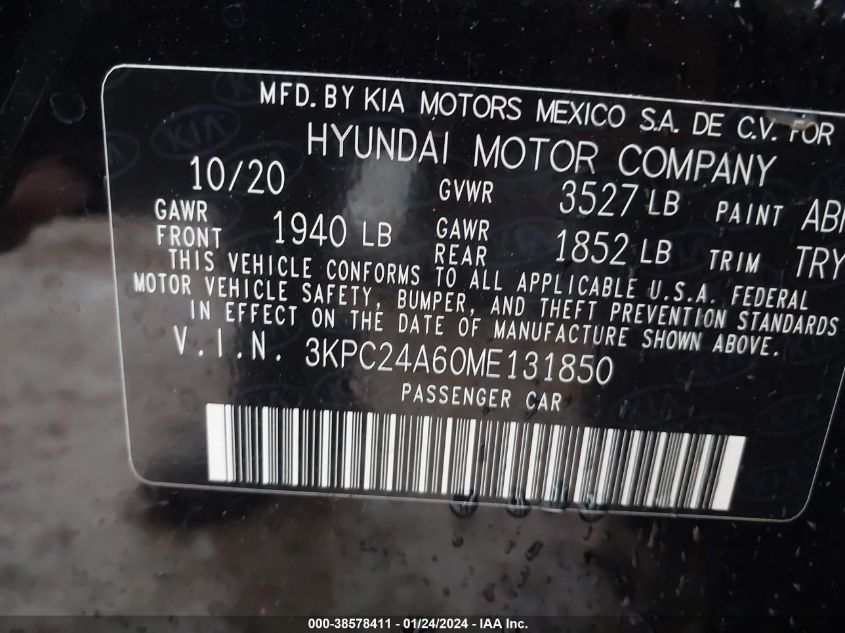 MFD. BY KIA MOTORS MEXICO S.A. DE C.V. FOR
HYUNDAI MOTOR COMPANY
10/20 GVWR 3527 LB PAINT ABP
GAWR FRONT 1940 LB GAWR REAR 1852 LB TRIM TRY
THIS VEHICLE CONFORMS TO ALL APPLICABLE U.S.A. FEDERAL
MOTOR VEHICLE SAFETY, BUMPER, AND THEFT PREVENTION STANDARDS
IN EFFECT ON THE DATE OF MANUFACTURE SHOWN ABOVE.
V.I.N. 3KPC24A60ME131850
PASSENGER CAR
000-38578411 - 01/24/2024 - IAA Inc.